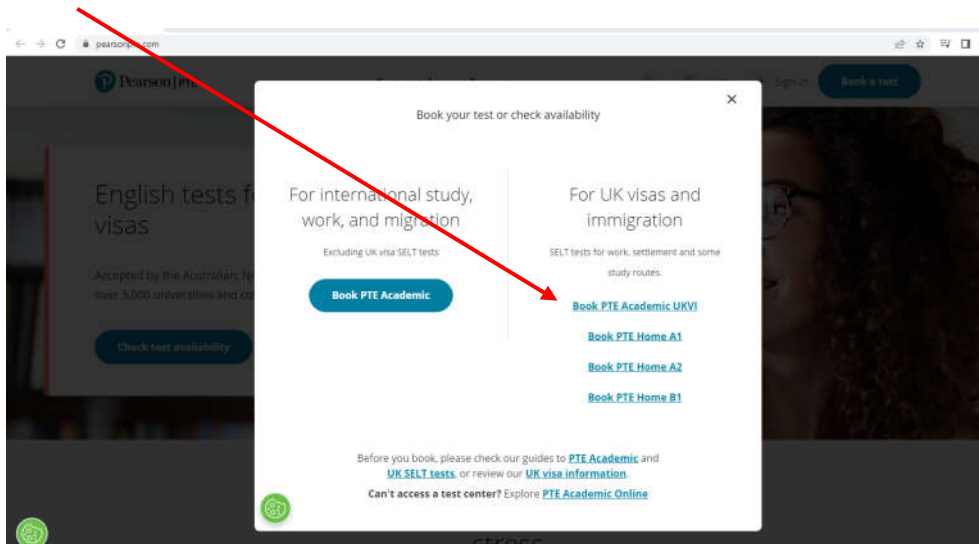 pearsonpte.com
Pearson
Sign in
Book a test
Book your test or check availability
English tests
visas
Accepted by the Australian,
over 3,000 universities and
Check test availability
For international study,
work, and migration
Excluding UK visa SELT tests
Book PTE Academic
For UK visas and
immigration
SELT tests for work, settlement and some
study routes.
Book PTE Academic UKVI
Book PTE Home A1
Book PTE Home A2
Book PTE Home B1
Before you book, please check our guides to PTE Academic and
UK SELT tests, or review our UK visa information.
Can't access a test center? Explore PTE Academic Online
stress